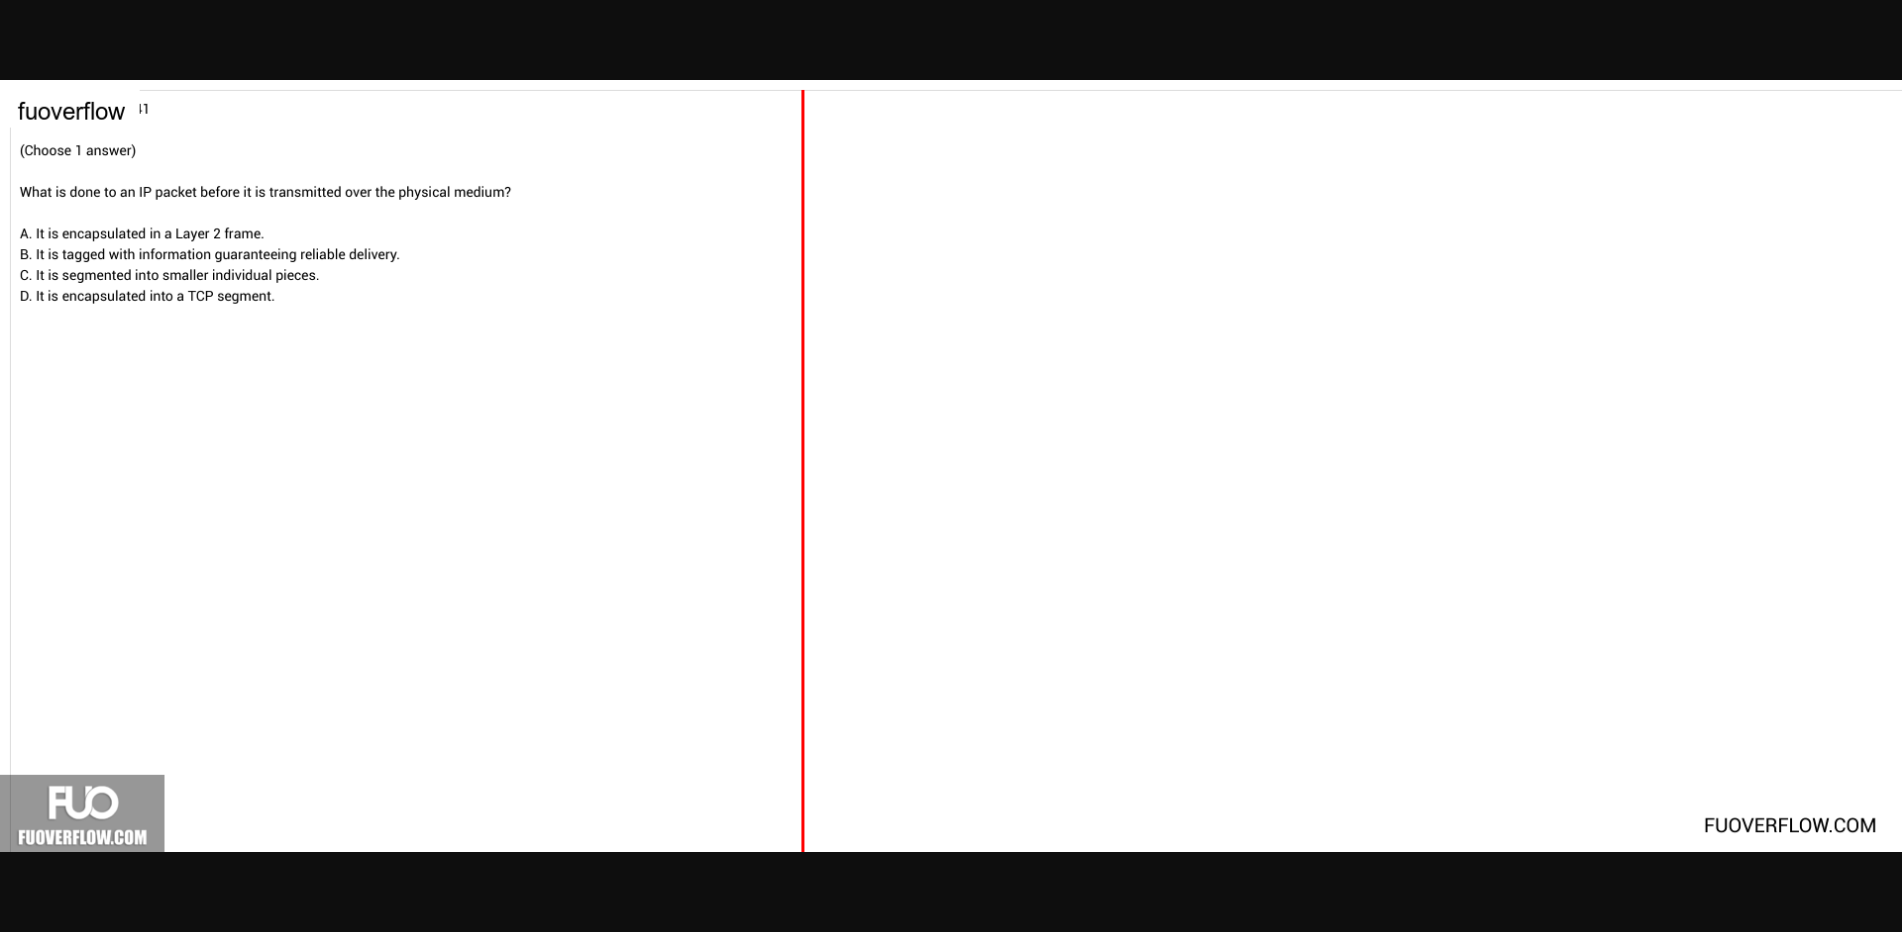 fuoverflow 41
(Choose 1 answer)
What is done to an IP packet before it is transmitted over the physical medium?
A. It is encapsulated in a Layer 2 frame.
B. It is tagged with information guaranteeing reliable delivery.
C. It is segmented into smaller individual pieces.
D. It is encapsulated into a TCP segment.
FUO
FUOVERFLOW.COM
FUOVERFLOW.COM